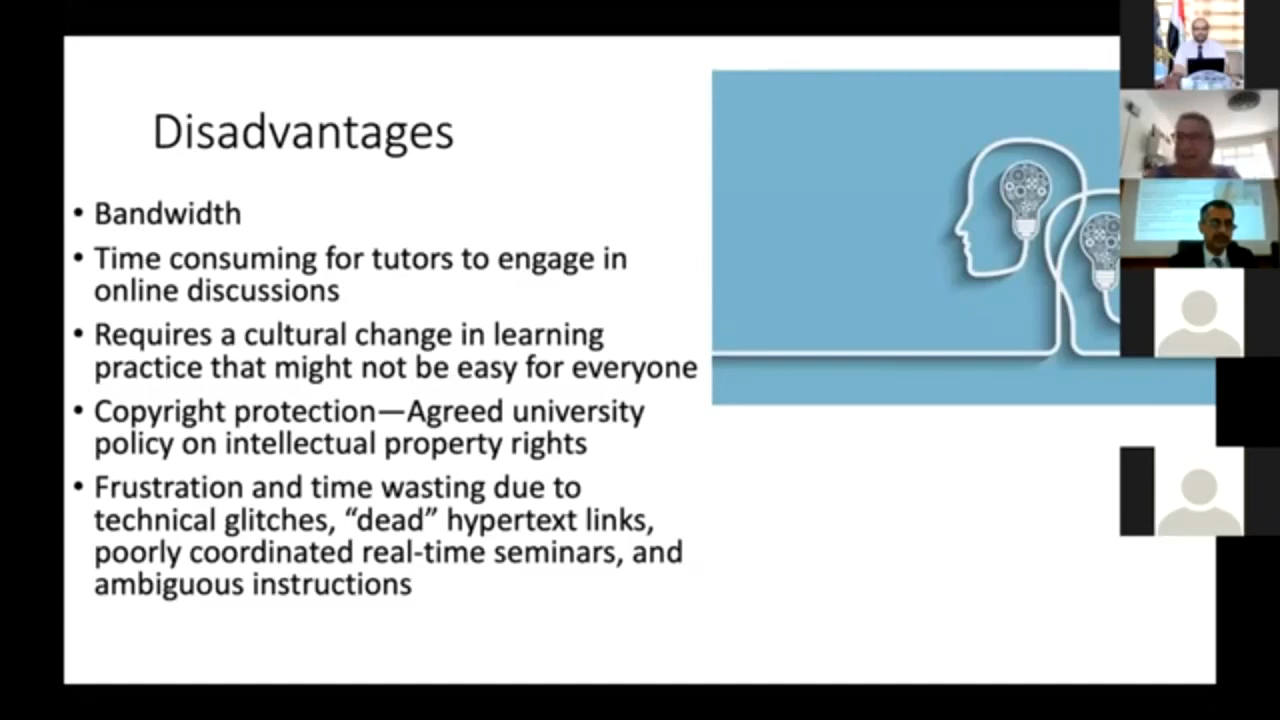 Disadvantages
• Bandwidth
• Time consuming for tutors to engage in
online discussions
• Requires a cultural change in learning
practice that might not be easy for everyone
• Copyright protection—Agreed university
policy on intellectual property rights
• Frustration and time wasting due to
technical glitches, “dead” hypertext links,
poorly coordinated real-time seminars, and
ambiguous instructions